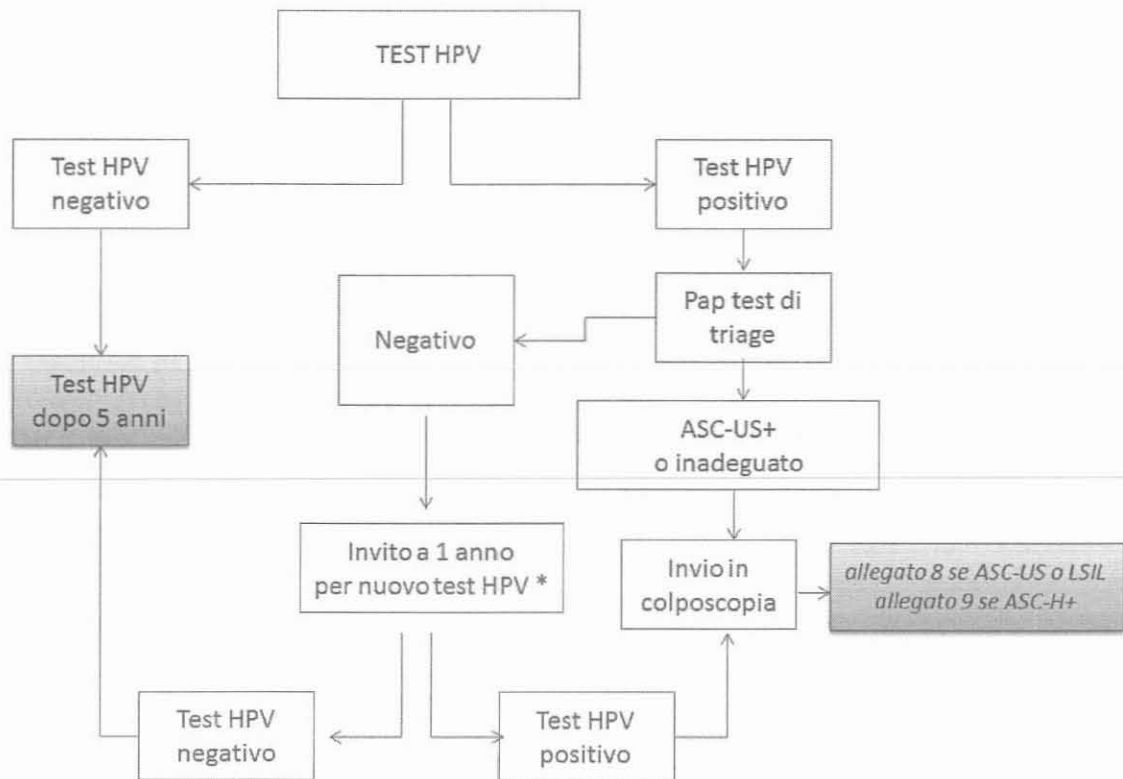 TEST HPV
Test HPV
negativo
Test HPV
positivo
Pap test di
triage
Negativo
Test HPV
dopo 5 anni
ASC-US+
o inadeguato
Invito a 1 anno
per nuovo test HPV *
Invio in
colposcopia
allegato 8 se ASC-US o LSIL
allegato 9 se ASC-H+
Test HPV
negativo
Test HPV
positivo